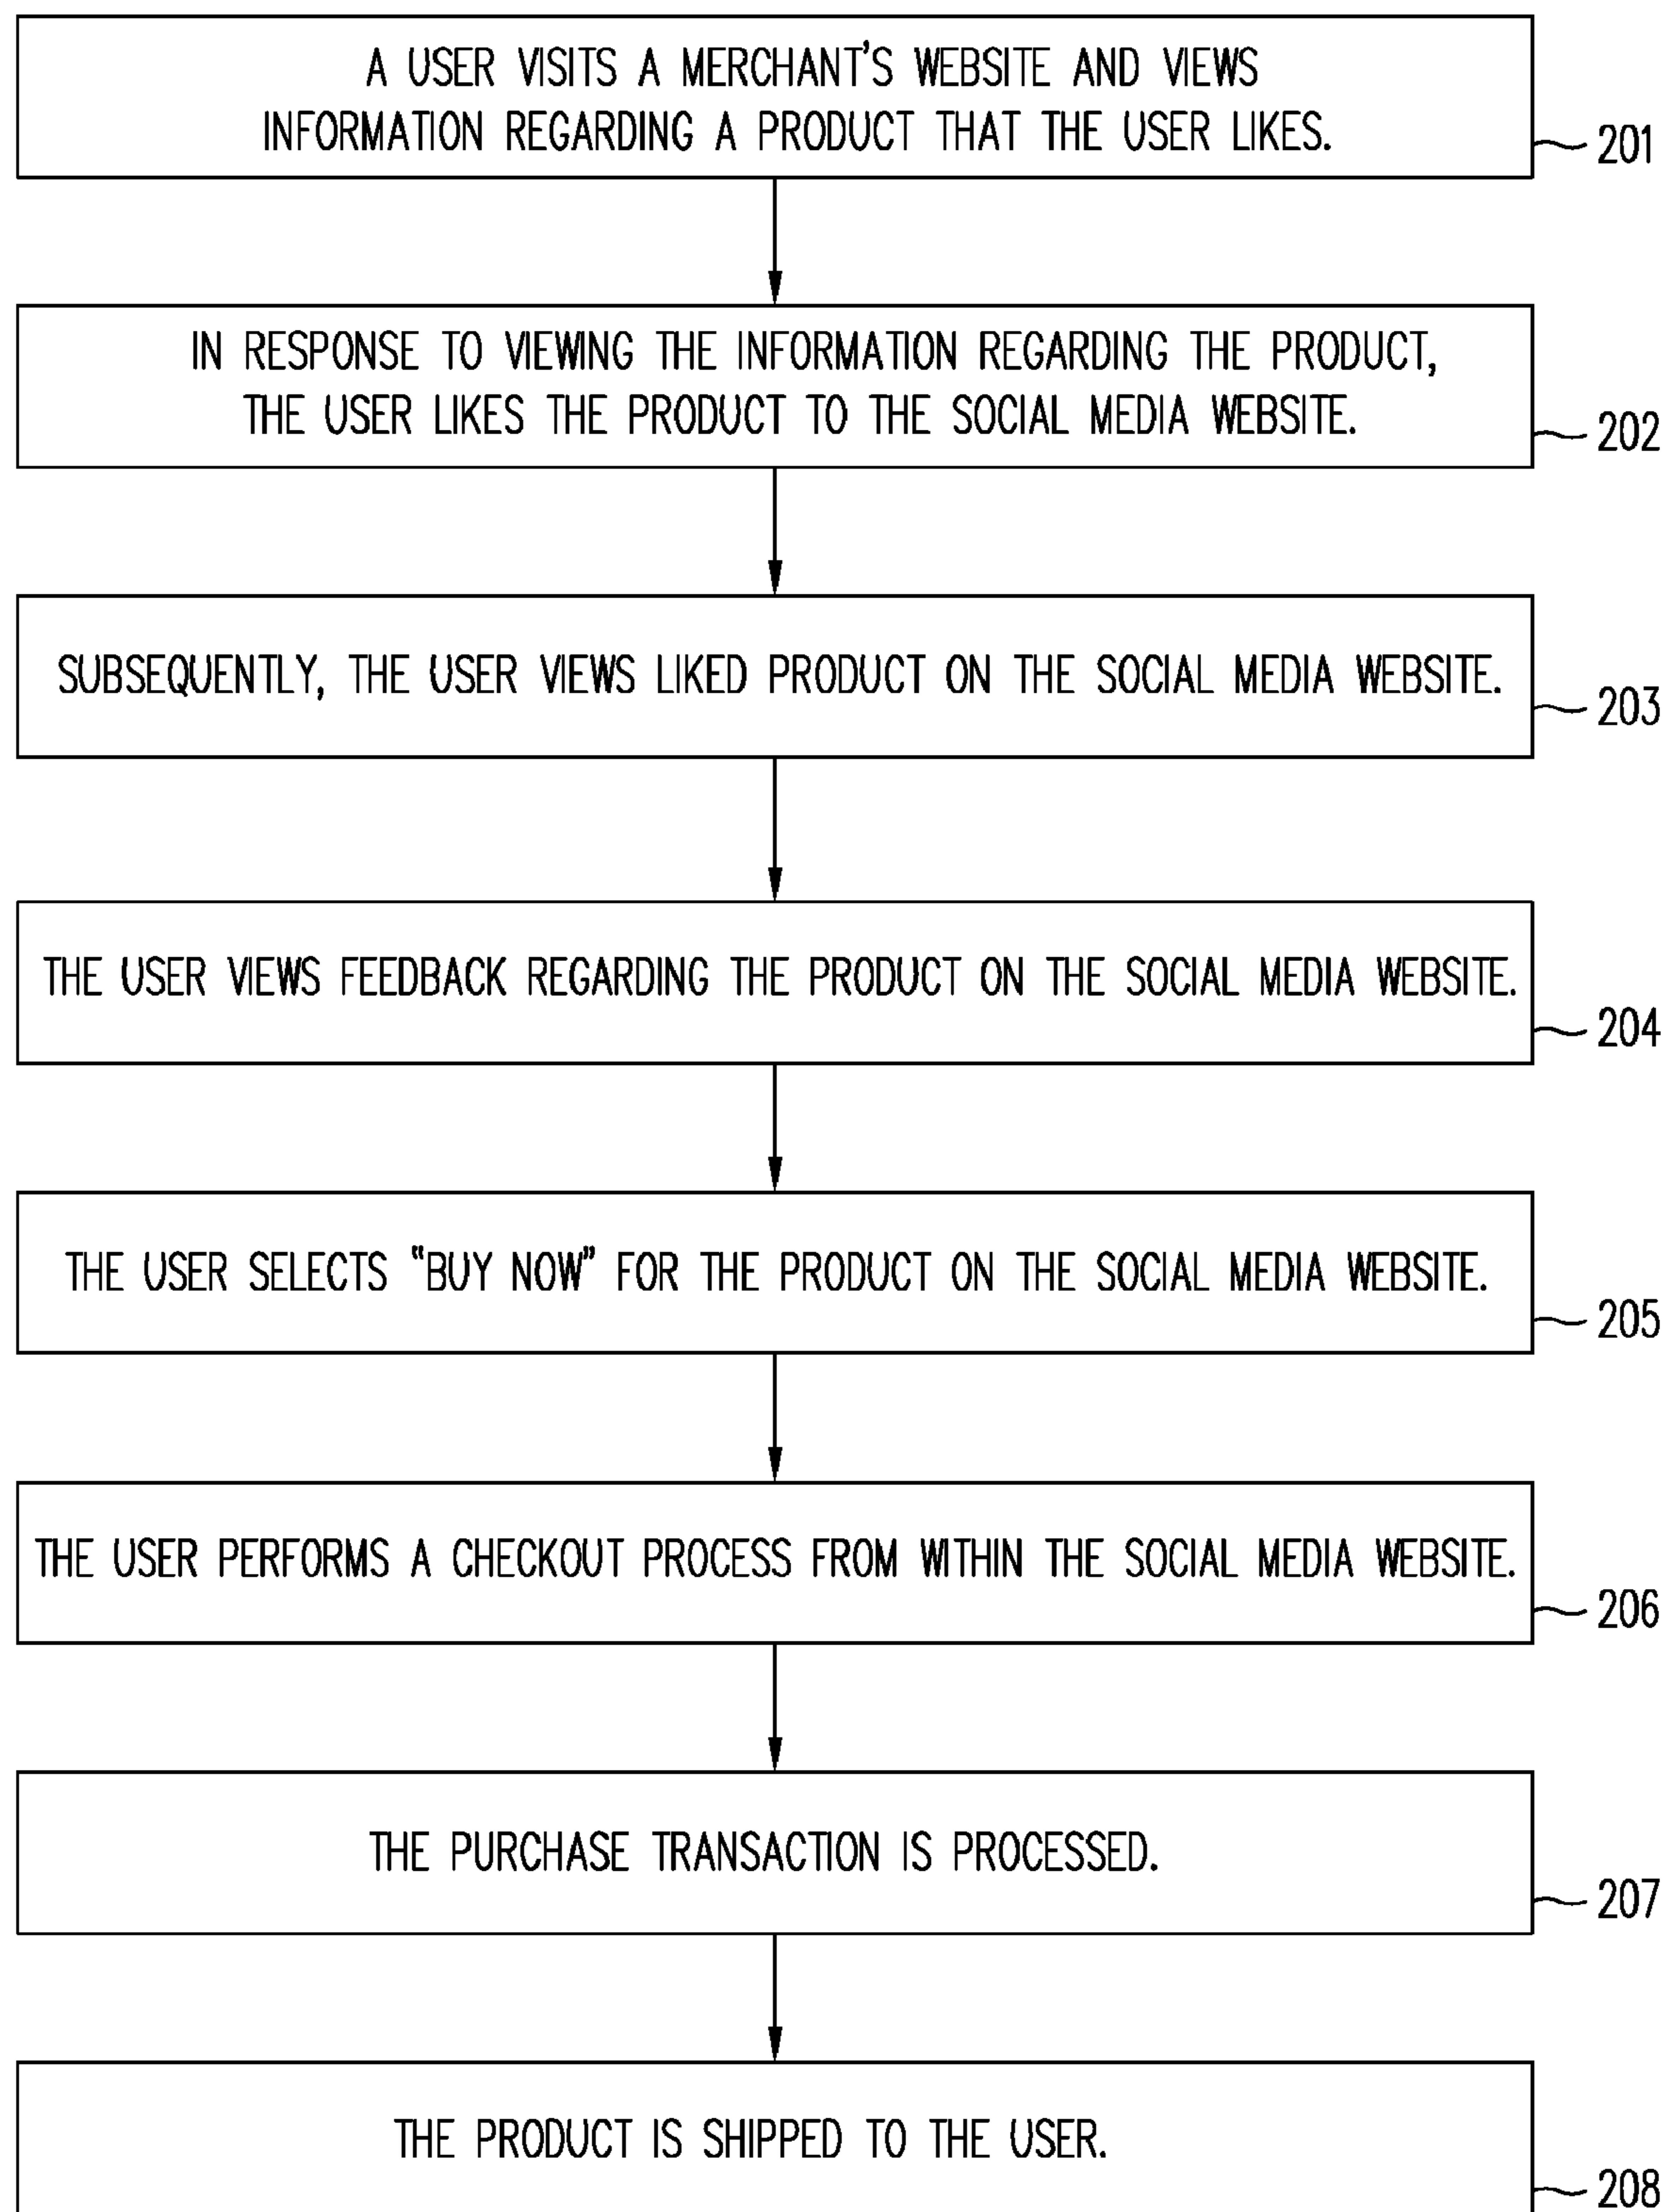 A USER VISITS A MERCHANT'S WEBSITE AND VIEWS
INFORMATION REGARDING A PRODUCT THAT THE USER LIKES.
201
IN RESPONSE TO VIEWING THE INFORMATION REGARDING THE PRODUCT,
THE USER LIKES THE PRODUCT TO THE SOCIAL MEDIA WEBSITE.
202
SUBSEQUENTLY, THE USER VIEWS LIKED PRODUCT ON THE SOCIAL MEDIA WEBSITE.
203
THE USER VIEWS FEEDBACK REGARDING THE PRODUCT ON THE SOCIAL MEDIA WEBSITE.
204
THE USER SELECTS "BUY NOW" FOR THE PRODUCT ON THE SOCIAL MEDIA WEBSITE.
205
THE USER PERFORMS A CHECKOUT PROCESS FROM WITHIN THE SOCIAL MEDIA WEBSITE.
206
THE PURCHASE TRANSACTION IS PROCESSED.
207
THE PRODUCT IS SHIPPED TO THE USER.
208